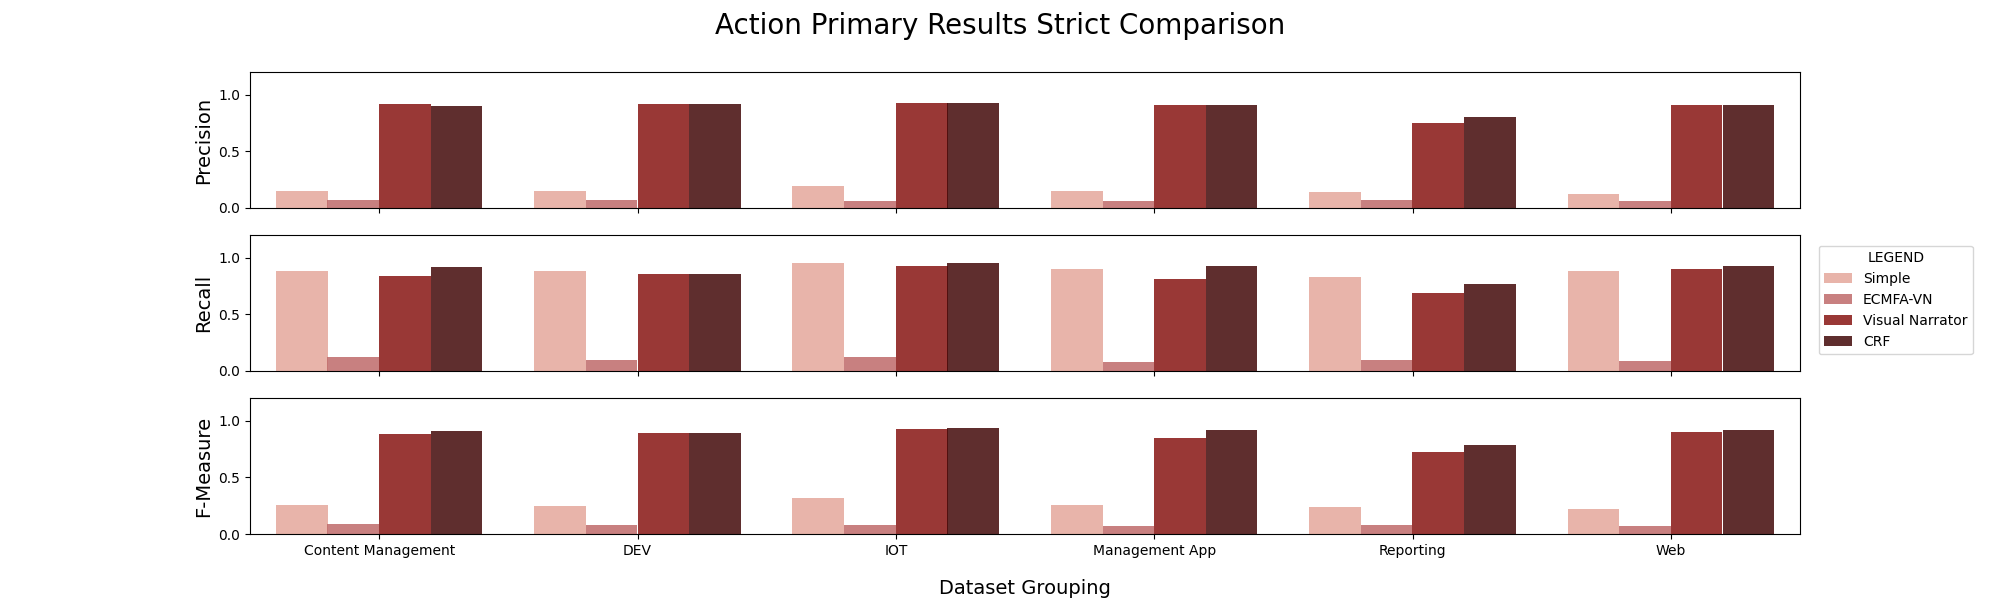 Action Primary Results Strict Comparison
Precision
1.0
0.5
0.0
Recall
1.0
0.5
0.0
F-Measure
1.0
0.5
0.0
Content Management DEV IOT Management App Reporting Web
Dataset Grouping
LEGEND
Simple
ECMFA-VN
Visual Narrator
CRF